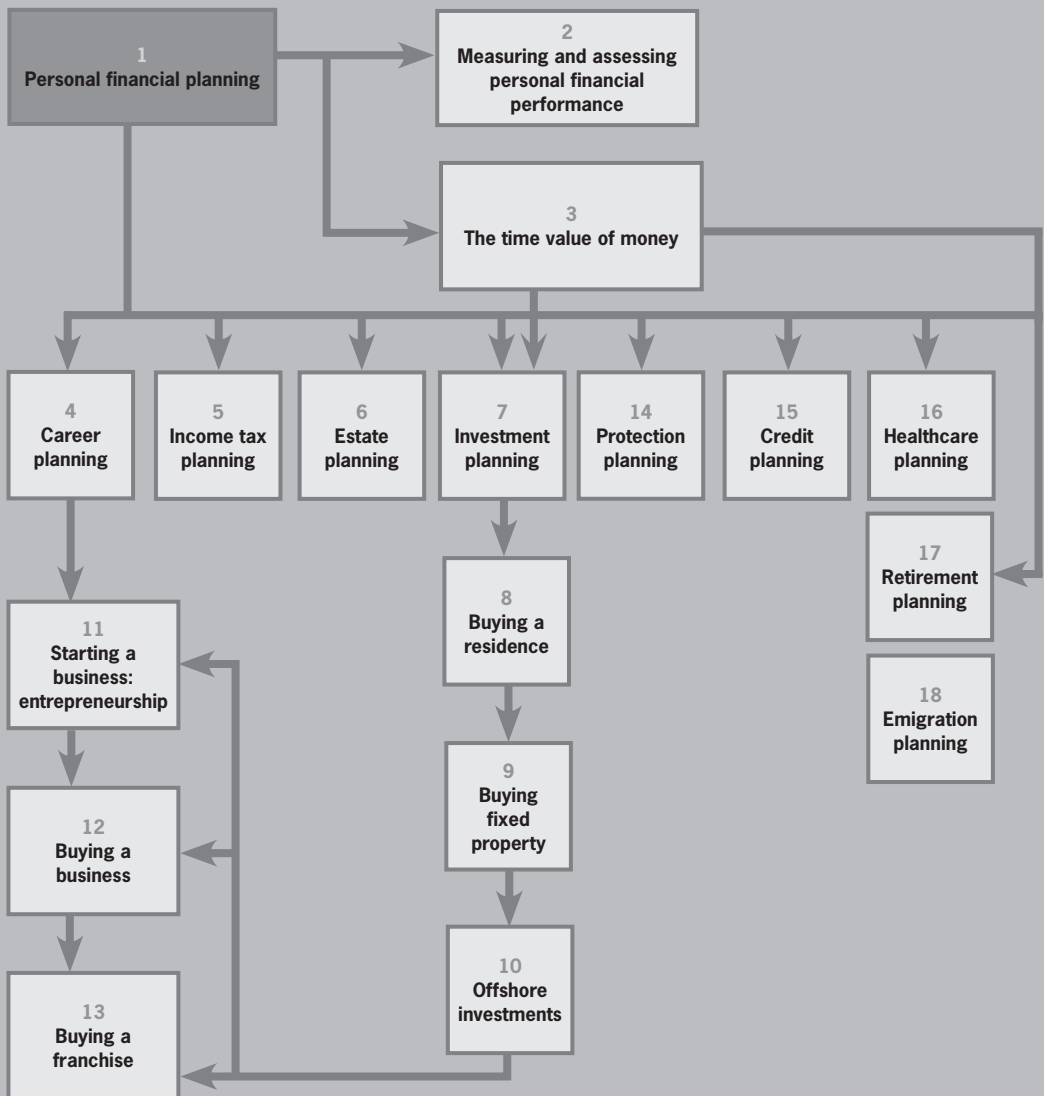 1
Personal financial planning
2
Measuring and assessing
personal financial
performance
3
The time value of money
4
Career
planning
5
Income tax
planning
6
Estate
planning
7
Investment
planning
14
Protection
planning
15
Credit
planning
16
Healthcare
planning
17
Retirement
planning
8
Buying a
residence
11
Starting a
business:
entrepreneurship
18
Emigration
planning
9
Buying
fixed
property
12
Buying a
business
10
Offshore
investments
13
Buying a
franchise